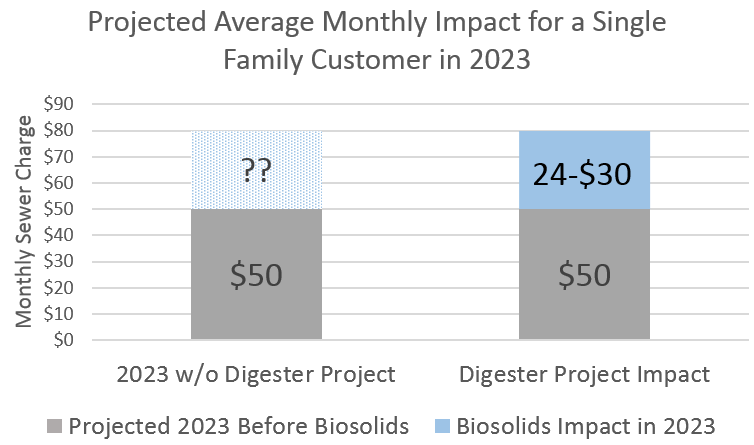 Projected Average Monthly Impact for a Single
Family Customer in 2023
Monthly Sewer Charge
$90
$80
$70
$60
$50
$40
$30
$20
$10
$0
??
24-$30
$50
$50
2023 w/o Digester Project
Digester Project Impact
Projected 2023 Before Biosolids
Biosolids Impact in 2023